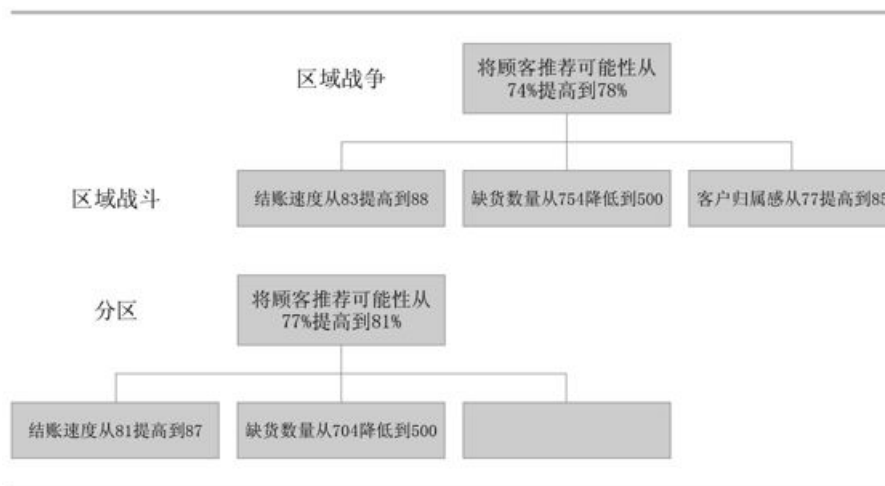 区域战争
将顾客推荐可能性从
74%提高到78%
区域战斗
结账速度从83提高到88
缺货数量从754降低到500
客户归属感从77提高到85
分区
将顾客推荐可能性从
77%提高到81%
结账速度从81提高到87
缺货数量从704降低到500